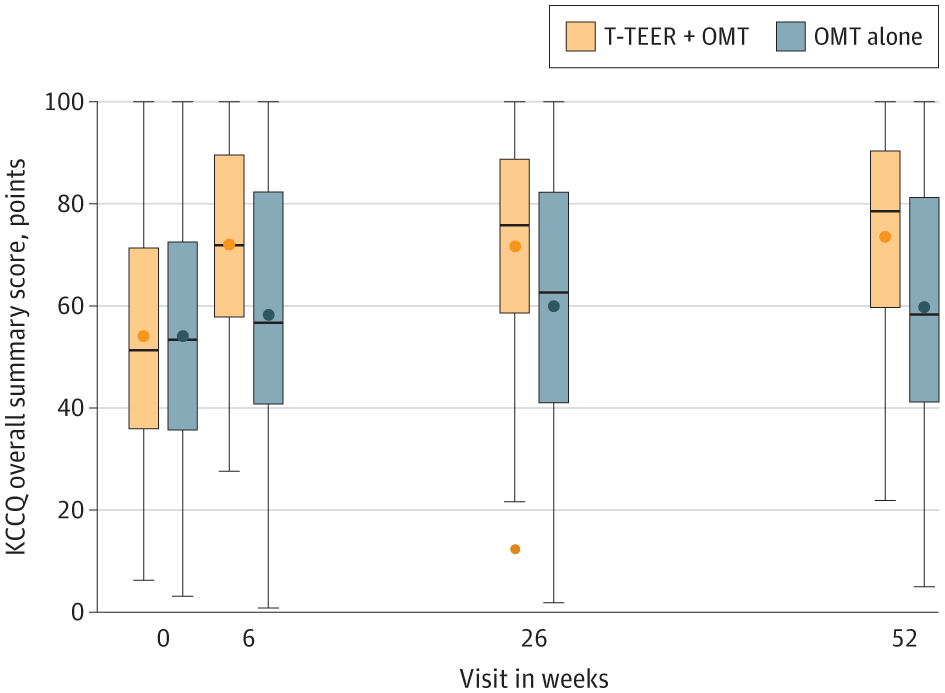 T-TEER + OMT
OMT alone
KCCQ overall summary score, points
100
80
60
40
20
0
0
6
26
52
Visit in weeks